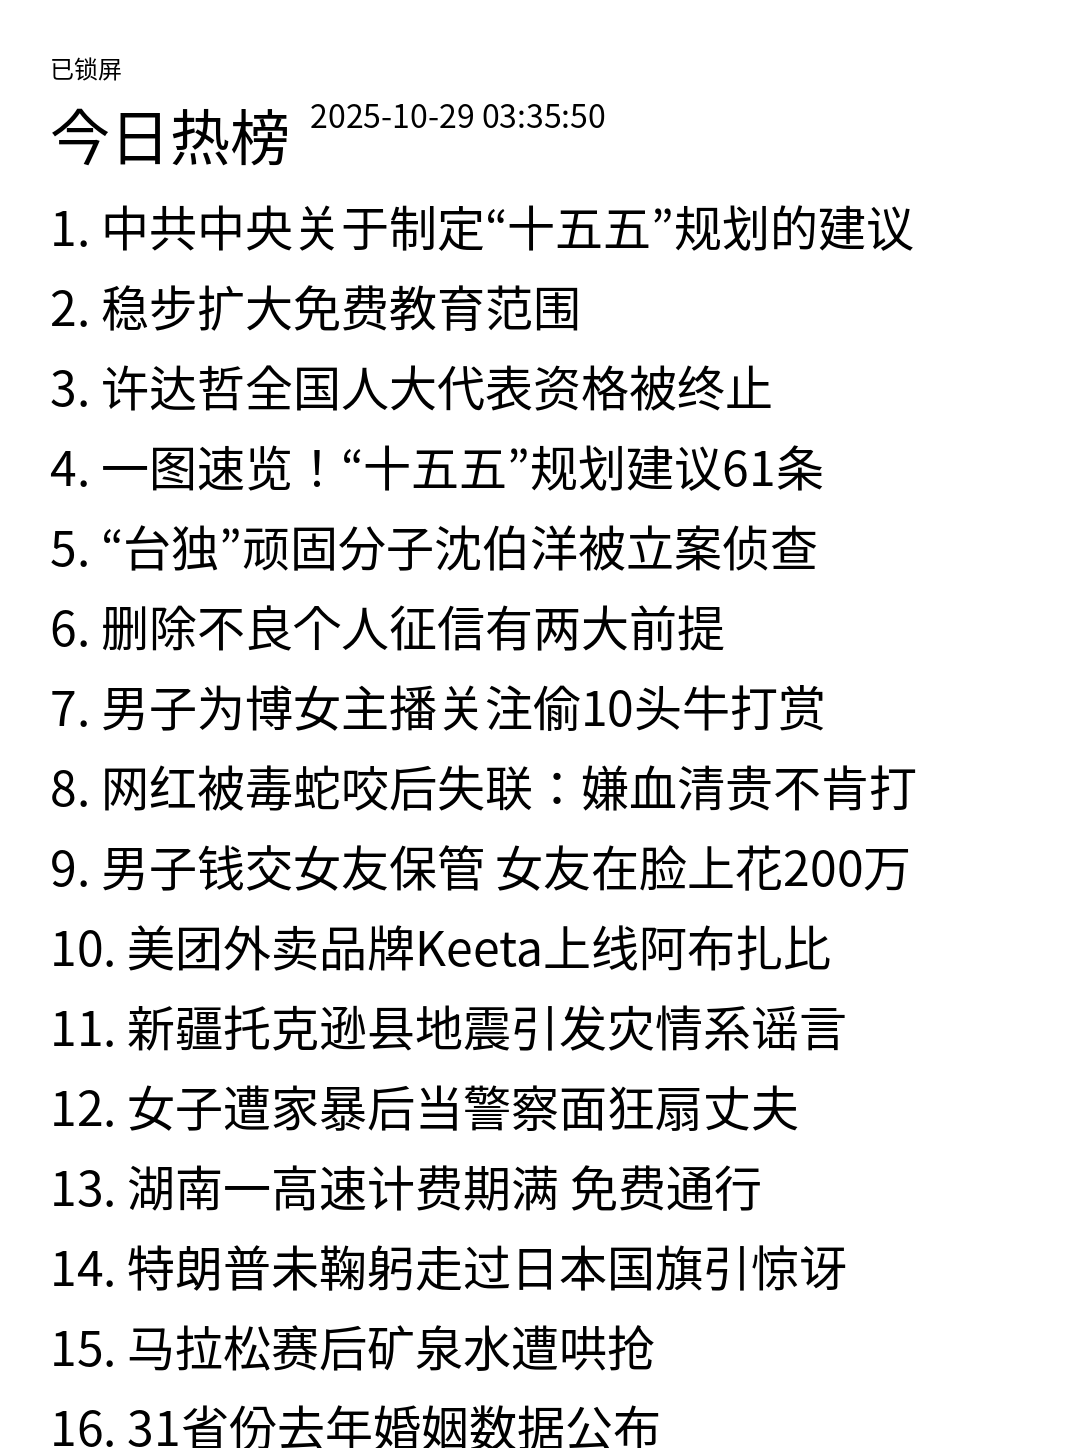 已锁屏
今日热榜 2025-10-29 03:35:50
1. 中共中央关于制定“十五五”规划的建议
2. 稳步扩大免费教育范围
3. 许达哲全国人大代表资格被终止
4. 一图速览！“十五五”规划建议61条
5. “台独”顽固分子沈伯洋被立案侦查
6. 删除不良个人征信有两大前提
7. 男子为博女主播关注偷10头牛打赏
8. 网红被毒蛇咬后失联：嫌血清贵不肯打
9. 男子钱交女友保管 女友在脸上花200万
10. 美团外卖品牌Keeta上线阿布扎比
11. 新疆托克逊县地震引发灾情系谣言
12. 女子遭家暴后当警察面狂扇丈夫
13. 湖南一高速计费期满 免费通行
14. 特朗普未鞠躬走过日本国旗引惊讶
15. 马拉松赛后矿泉水遭哄抢
16. 31省份去年婚姻数据公布